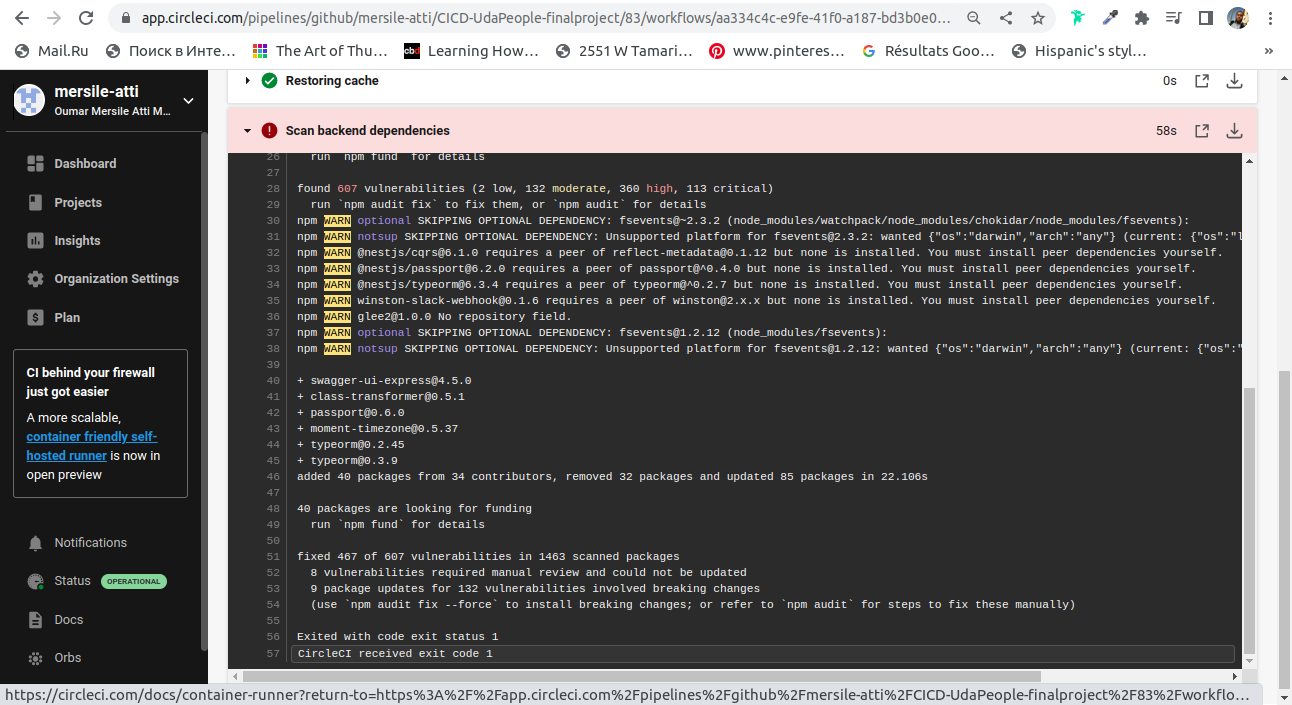 app.circleci.com/pipelines/github/mersile-atti/CICD-UdaPeople-finalproject/83/workflows/aa334c4c-e9fe-41f0-a187-bd3b0e0...
Mail.Ru
Поиск в Инте...
The Art of Thu...
cbd
Learning How...
2551 W Tamari...
www.pinteres...
Résultats Goo...
Hispanic's styl...
»
mersile-atti
Oumar Mersile Atti M...
Dashboard
Projects
Insights
Organization Settings
Plan
CI behind your firewall
just got easier
A more scalable,
container friendly self-
hosted runner is now in
open preview
Notifications
Status OPERATIONAL
Docs
Orbs
Restoring cache 0s
Scan backend dependencies 58s
26 run `npm fund` for details
27
28 found 607 vulnerabilities (2 low, 132 moderate, 360 high, 113 critical)
29 run `npm audit fix` to fix them, or `npm audit` for details
30 npm WARN optional SKIPPING OPTIONAL DEPENDENCY: fsevents@~2.3.2 (node_modules/watchpack/node_modules/chokidar/node_modules/fsevents):
31 npm WARN notsup SKIPPING OPTIONAL DEPENDENCY: Unsupported platform for fsevents@2.3.2: wanted {"os":"darwin","arch":"any"} (current: {"os":"l
32 npm WARN @nestjs/cqrs@6.1.0 requires a peer of reflect-metadata@0.1.12 but none is installed. You must install peer dependencies yourself.
33 npm WARN @nestjs/passport@6.2.0 requires a peer of passport@^0.4.0 but none is installed. You must install peer dependencies yourself.
34 npm WARN @nestjs/typeorm@6.3.4 requires a peer of typeorm@^0.2.7 but none is installed. You must install peer dependencies yourself.
35 npm WARN winston-slack-webhook@0.1.6 requires a peer of winston@2.x.x but none is installed. You must install peer dependencies yourself.
36 npm WARN glee2@1.0.0 No repository field.
37 npm WARN optional SKIPPING OPTIONAL DEPENDENCY: fsevents@1.2.12 (node_modules/fsevents):
38 npm WARN notsup SKIPPING OPTIONAL DEPENDENCY: Unsupported platform for fsevents@1.2.12: wanted {"os":"darwin","arch":"any"} (current: {"os":"
39
40 + swagger-ui-express@4.5.0
41 + class-transformer@0.5.1
42 + passport@0.6.0
43 + moment-timezone@0.5.37
44 + typeorm@0.2.45
45 + typeorm@0.3.9
46 added 40 packages from 34 contributors, removed 32 packages and updated 85 packages in 22.106s
47
48 40 packages are looking for funding
49 run `npm fund` for details
50
51 fixed 467 of 607 vulnerabilities in 1463 scanned packages
52 8 vulnerabilities required manual review and could not be updated
53 9 package updates for 132 vulnerabilities involved breaking changes
54 (use `npm audit fix --force` to install breaking changes; or refer to `npm audit` for steps to fix these manually)
55
56 Exited with code exit status 1
57 CircleCI received exit code 1
https://circleci.com/docs/container-runner?return-to=https%3A%2F%2Fapp.circleci.com%2Fpipelines%2Fgithub%2Fmersile-atti%2FCICD-UdaPeople-finalproject%2F83%2Fworkflo...